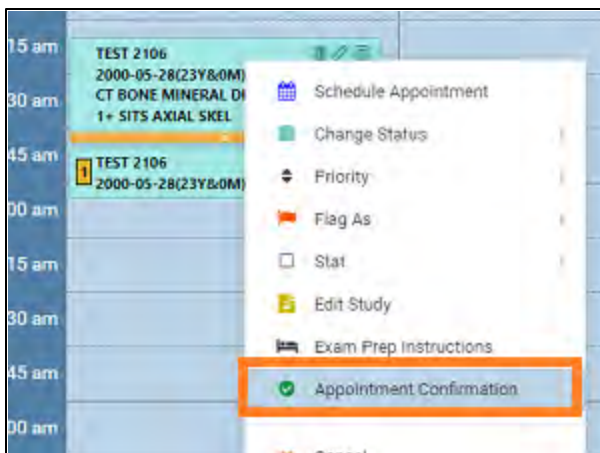 15 am
30 am
45 am
00 am
15 am
30 am
45 am
00 am
TEST 2106
2000-05-28(23Y&0M)
CT BONE MINERAL
1+ SITS AXIAL SKEL
TEST 2106
1
2000-05-28(23Y&0M)
Schedule Appointment
Change Status
Priority
Flag As
Stat
Edit Study
Exam Prep Instructions
Appointment Confirmation